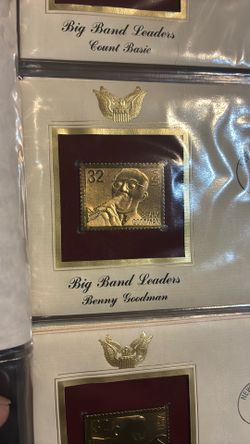 Big Band Leaders
Count Basie
32
Big Band Leaders
Benny Goodman